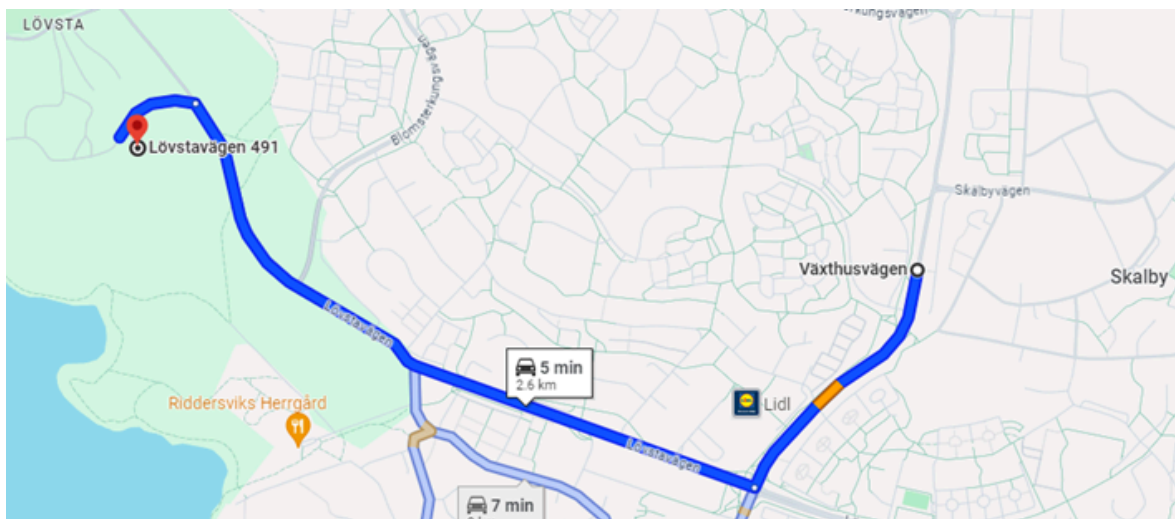 LÖVSTA
Blomsterkungsvägen
Lövstavägen 491
Skalbyvägen
Växthusvägen
Skalby
Lövstavägen
5 min
2.6 km
Riddersviks Herrgård
Lidl
Lövstavägen
7 min